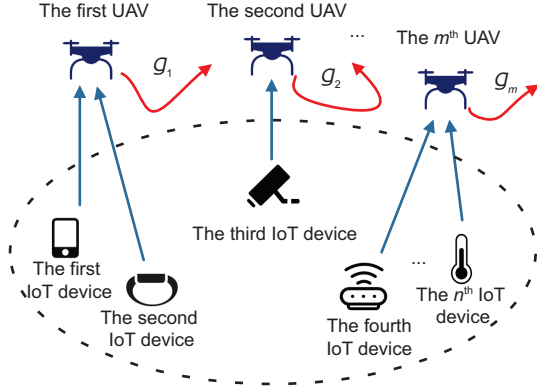 The first UAV
The second UAV
...
The mth UAV
g1
g2
gm
The third IoT device
The first
IoT device
The second
IoT device
...
The fourth
IoT device
The nth IoT
device